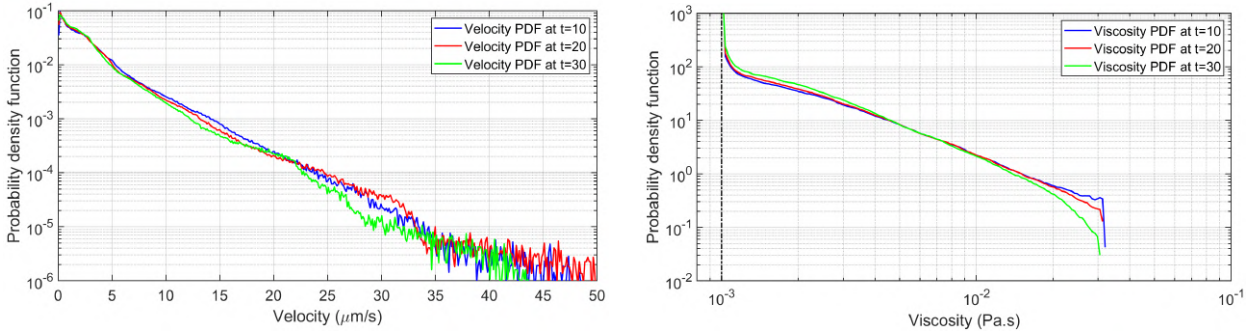 Probability density function
10^-1
10^-2
10^-3
10^-4
10^-5
10^-6
Velocity PDF at t=10
Velocity PDF at t=20
Velocity PDF at t=30
0 5 10 15 20 25 30 35 40 45 50
Velocity (μm/s)
Probability density function
10^3
10^2
10^1
10^0
10^-1
10^-2
Viscosity PDF at t=10
Viscosity PDF at t=20
Viscosity PDF at t=30
10^-3 10^-2 10^-1
Viscosity (Pa.s)